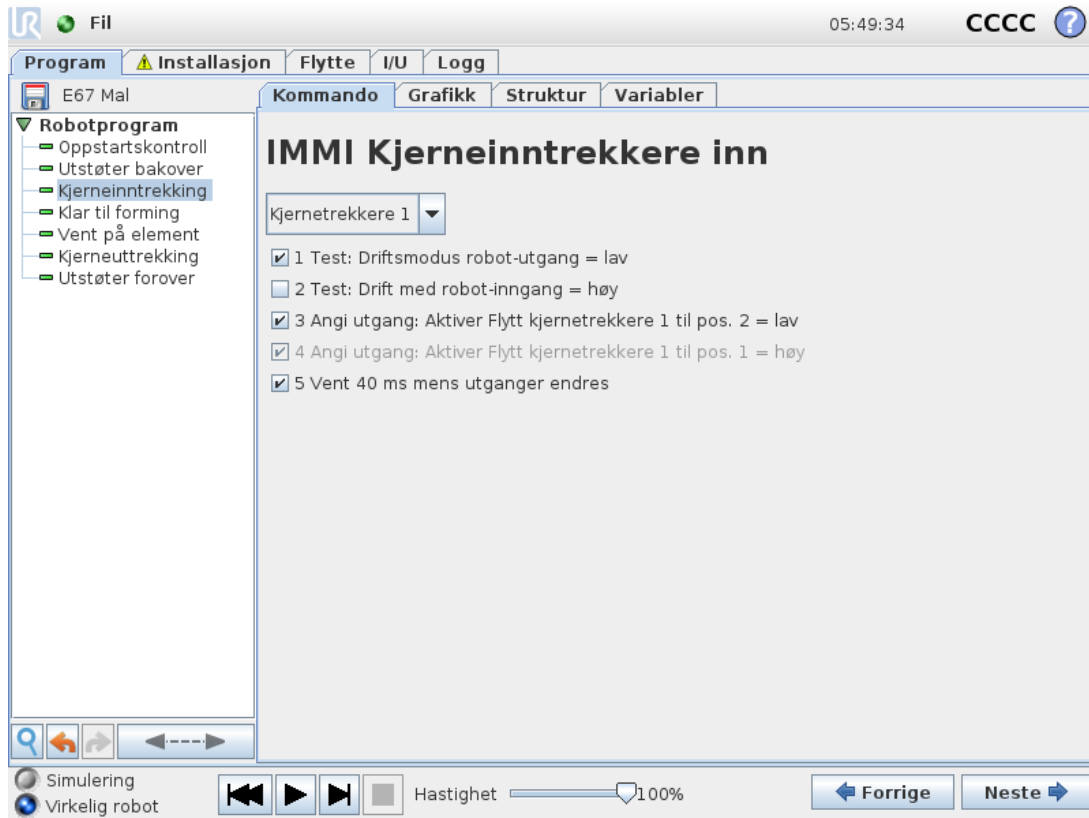 UR Fil 05:49:34 CCCC ?
Program Installasjon Flytte I/U Logg
E67 Mal
Kommando Grafikk Struktur Variabler
Robotprogram
Oppstartskontroll
Utstøter bakover
Kjerneinntrekking
Klar til forming
Vent på element
Kjerneuttrekking
Utstøter forover
IMMI Kjerneinntrekkere inn
Kjernetrekkere 1
1 Test: Driftsmodus robot-utgang = lav
2 Test: Drift med robot-inngang = høy
3 Angi utgang: Aktiver Flytt kjernetrekkere 1 til pos. 2 = lav
4 Angi utgang: Aktiver Flytt kjernetrekkere 1 til pos. 1 = høy
5 Vent 40 ms mens utganger endres
Simulering
Virkelig robot
Hastighet 100%
Forrige Neste